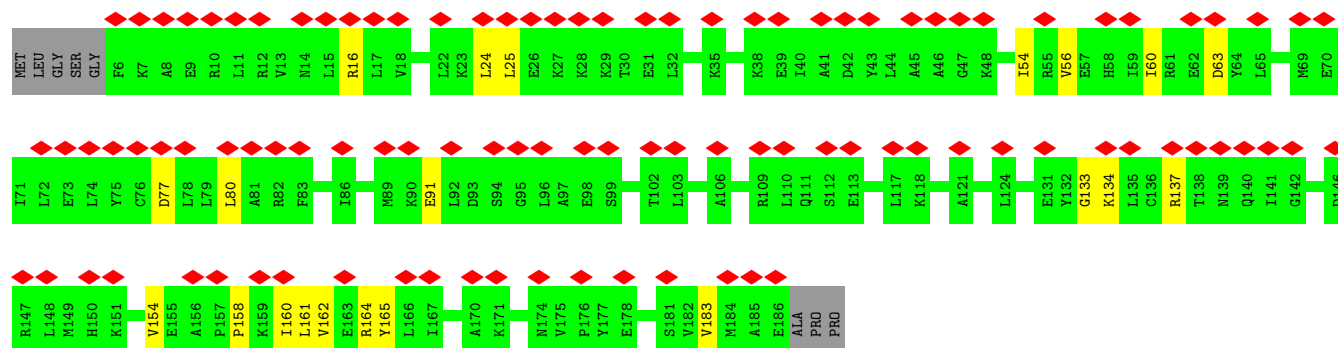 MET LEU GLY SER GLY F6 K7 A8 E9 R10 L11 R12 V13 N14 L15 R16 L17 V18 L22 K23 L24 L25 E26 K27 K28 K29 T30 E31 L32 K35 K38 E39 I40 A41 D42 Y43 L44 A45 A46 G47 K48 I54 R55 V56 E57 H58 I59 I60 R61 E62 D63 Y64 L65 M69 E70
I71 L72 E73 L74 Y75 C76 D77 L78 L79 L80 A81 R82 F83 I86 M89 K90 E91 L92 D93 S94 G95 L96 A97 E98 S99 T102 L103 A106 R109 L110 Q111 S112 E113 L117 K118 A121 L124 E131 Y132 G133 K134 L135 C136 R137 T138 N139 Q140 I141 G142 D146
R147 L148 M149 H150 K151 V154 E155 A156 P157 P158 K159 I160 L161 V162 E163 R164 Y165 L166 I167 A170 K171 N174 V175 P176 Y177 E178 S181 V182 V183 M184 A185 E186 ALA PRO PRO